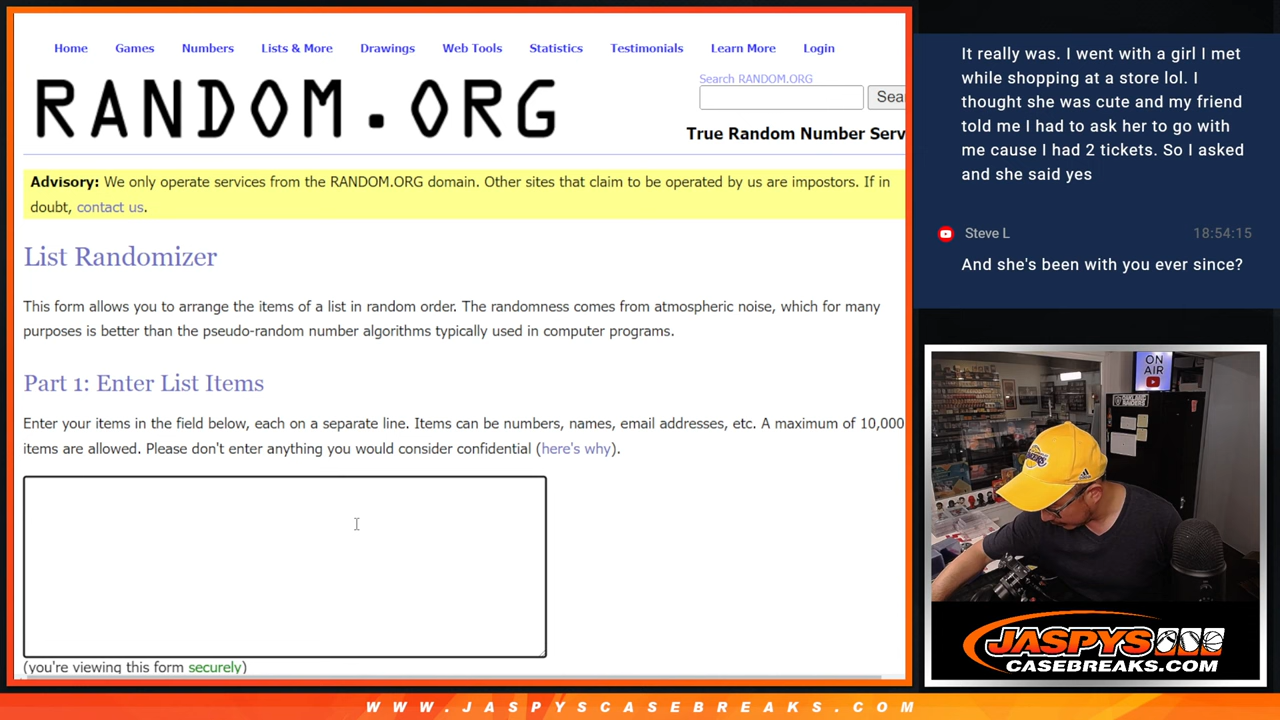 Home Games Numbers Lists & More Drawings Web Tools Statistics Testimonials Learn More Login
RANDOM.ORG
Search RANDOM.ORG
Sea
True Random Number Serv
Advisory: We only operate services from the RANDOM.ORG domain. Other sites that claim to be operated by us are impostors. If in
doubt, contact us.
List Randomizer
This form allows you to arrange the items of a list in random order. The randomness comes from atmospheric noise, which for many
purposes is better than the pseudo-random number algorithms typically used in computer programs.
Part 1: Enter List Items
Enter your items in the field below, each on a separate line. Items can be numbers, names, email addresses, etc. A maximum of 10,000
items are allowed. Please don't enter anything you would consider confidential (here's why).
(you're viewing this form securely)
It really was. I went with a girl I met
while shopping at a store lol. I
thought she was cute and my friend
told me I had to ask her to go with
me cause I had 2 tickets. So I asked
and she said yes
Steve L 18:54:15
And she's been with you ever since?
ON
AIR
JASPYS
CASEBREAKS.COM
WWW.JASPYSCASEBREAKS.COM